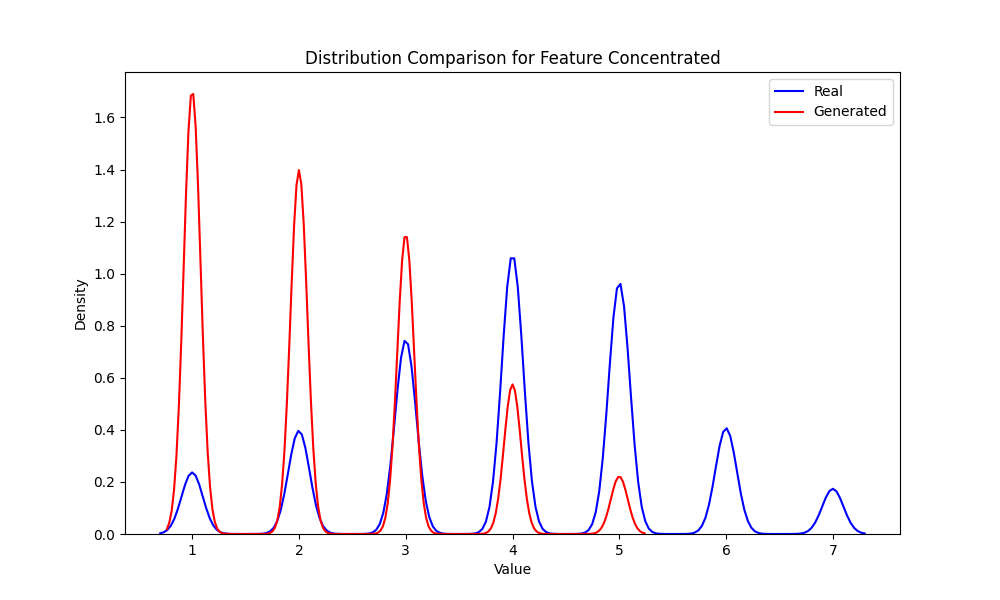 Distribution Comparison for Feature Concentrated
Real
Generated
1.6
1.4
1.2
1.0
0.8
0.6
0.4
0.2
0.0
Density
1 2 3 4 5 6 7
Value